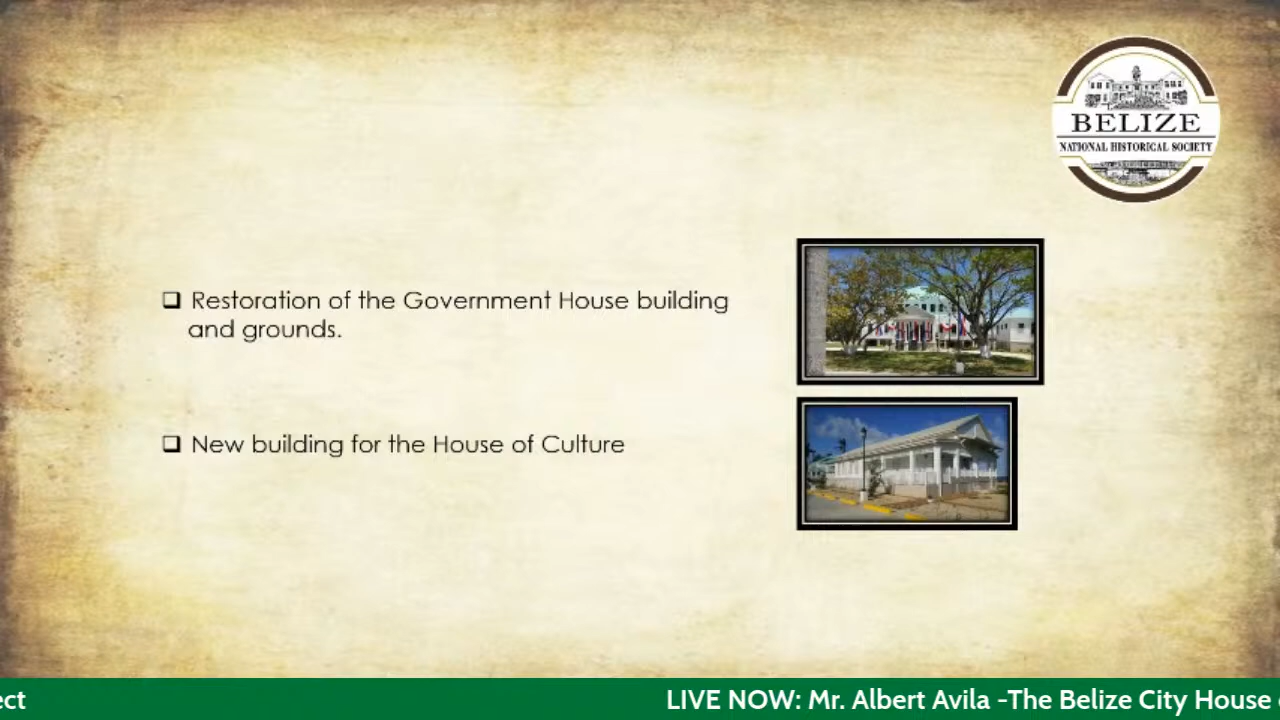 BELIZE
NATIONAL HISTORICAL SOCIETY
❑ Restoration of the Government House building
and grounds.
❑ New building for the House of Culture
ect
LIVE NOW: Mr. Albert Avila -The Belize City House